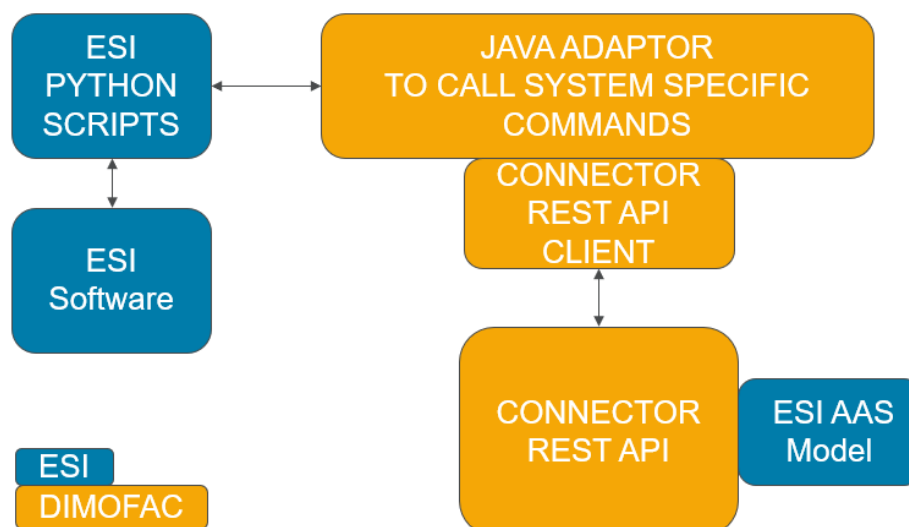 ESI
PYTHON
SCRIPTS
JAVA ADAPTOR
TO CALL SYSTEM SPECIFIC
COMMANDS
CONNECTOR
REST API
CLIENT
ESI
Software
CONNECTOR
REST API
ESI AAS
Model
ESI
DIMOFAC